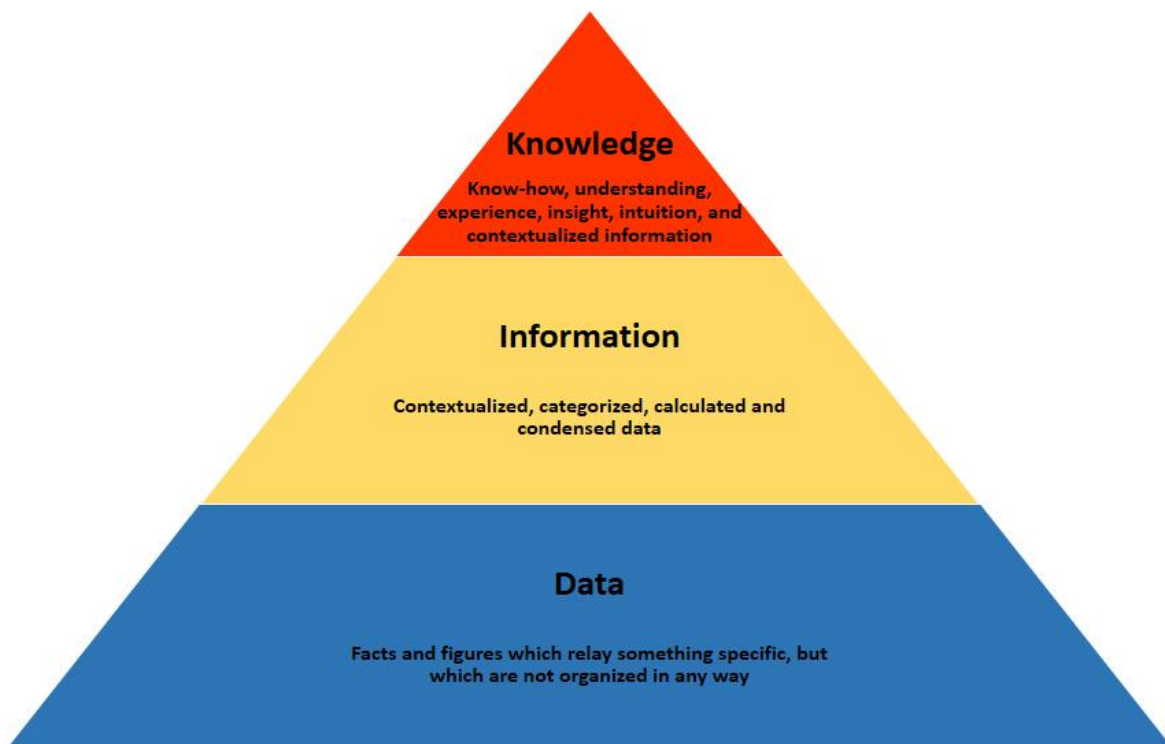 Knowledge
Know-how, understanding,
experience, insight, intuition, and
contextualized information
Information
Contextualized, categorized, calculated and
condensed data
Data
Facts and figures which relay something specific, but
which are not organized in any way